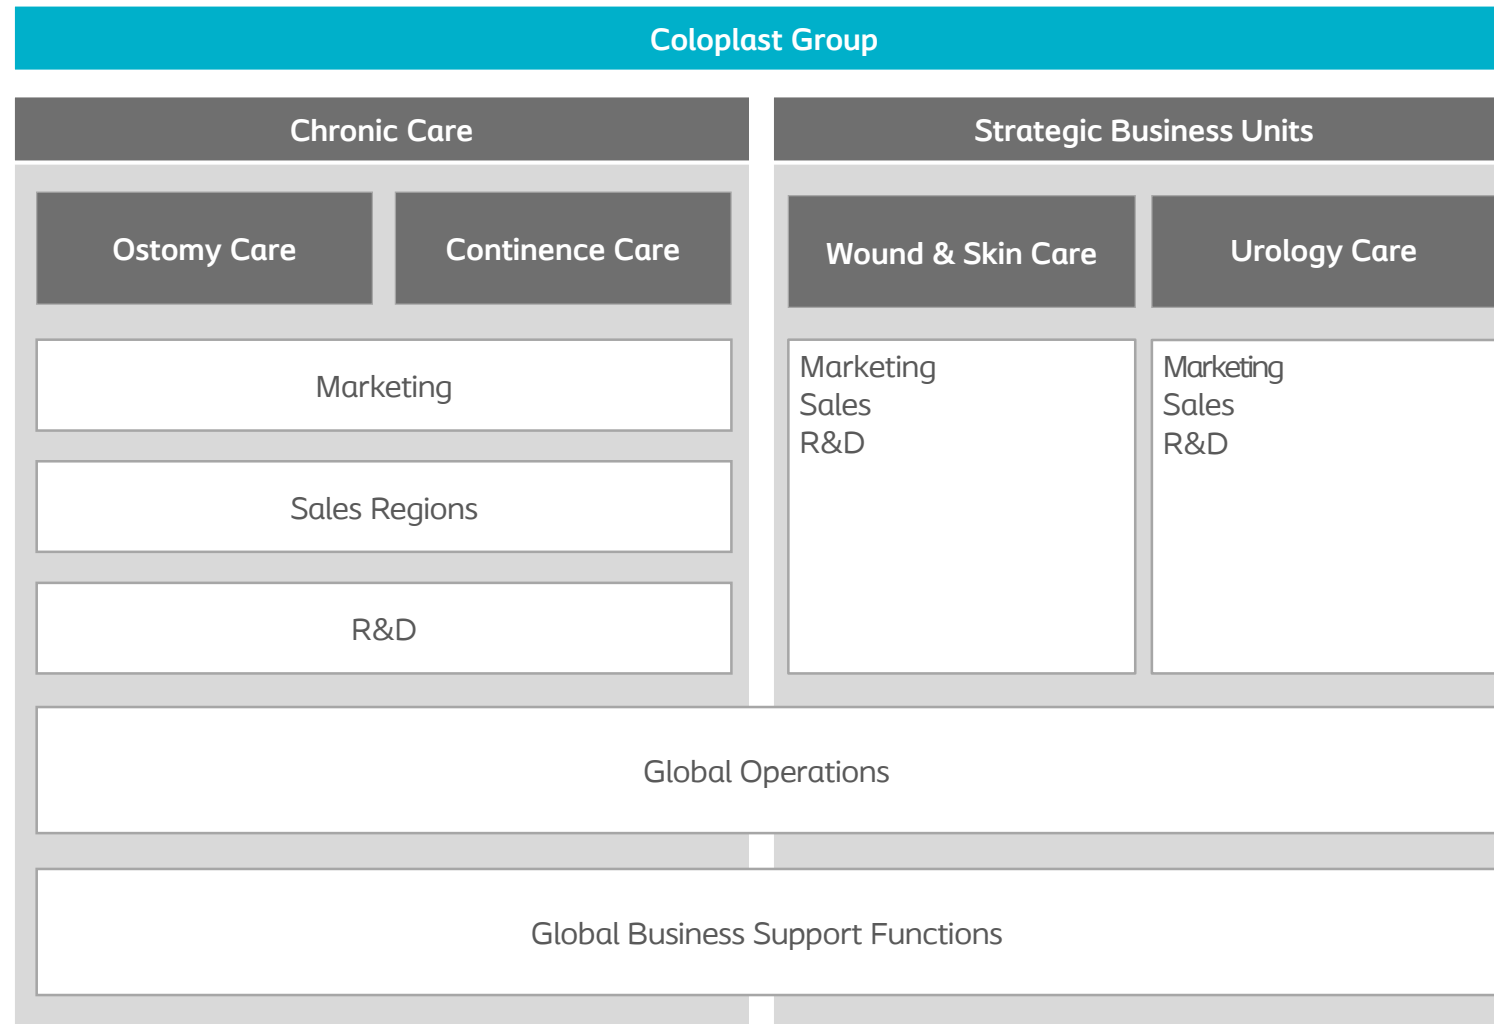 Coloplast Group
Chronic Care
Strategic Business Units
Ostomy Care
Continence Care
Wound & Skin Care
Urology Care
Marketing
Sales Regions
R&D
Marketing
Sales
R&D
Marketing
Sales
R&D
Global Operations
Global Business Support Functions